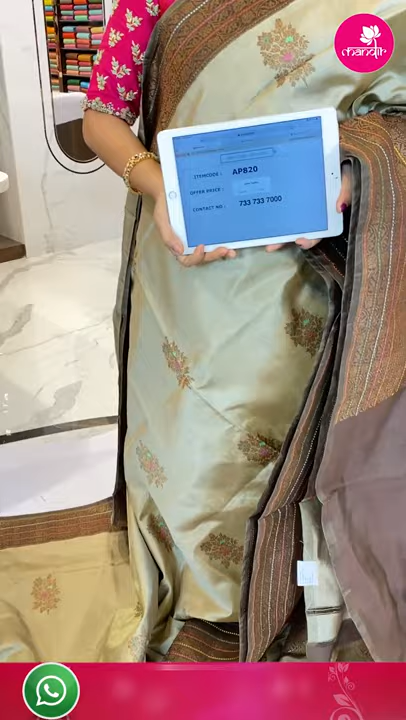 mandir
ITEMCODE : APB20
OFFER PRICE :
CONTACT NO : 733 733 7000